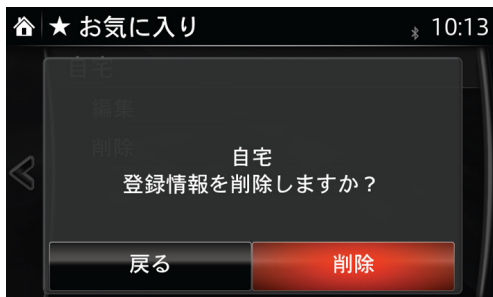 ★ お気に入り 10:13
自宅
編集
削除
自宅
登録情報を削除しますか？
戻る 削除